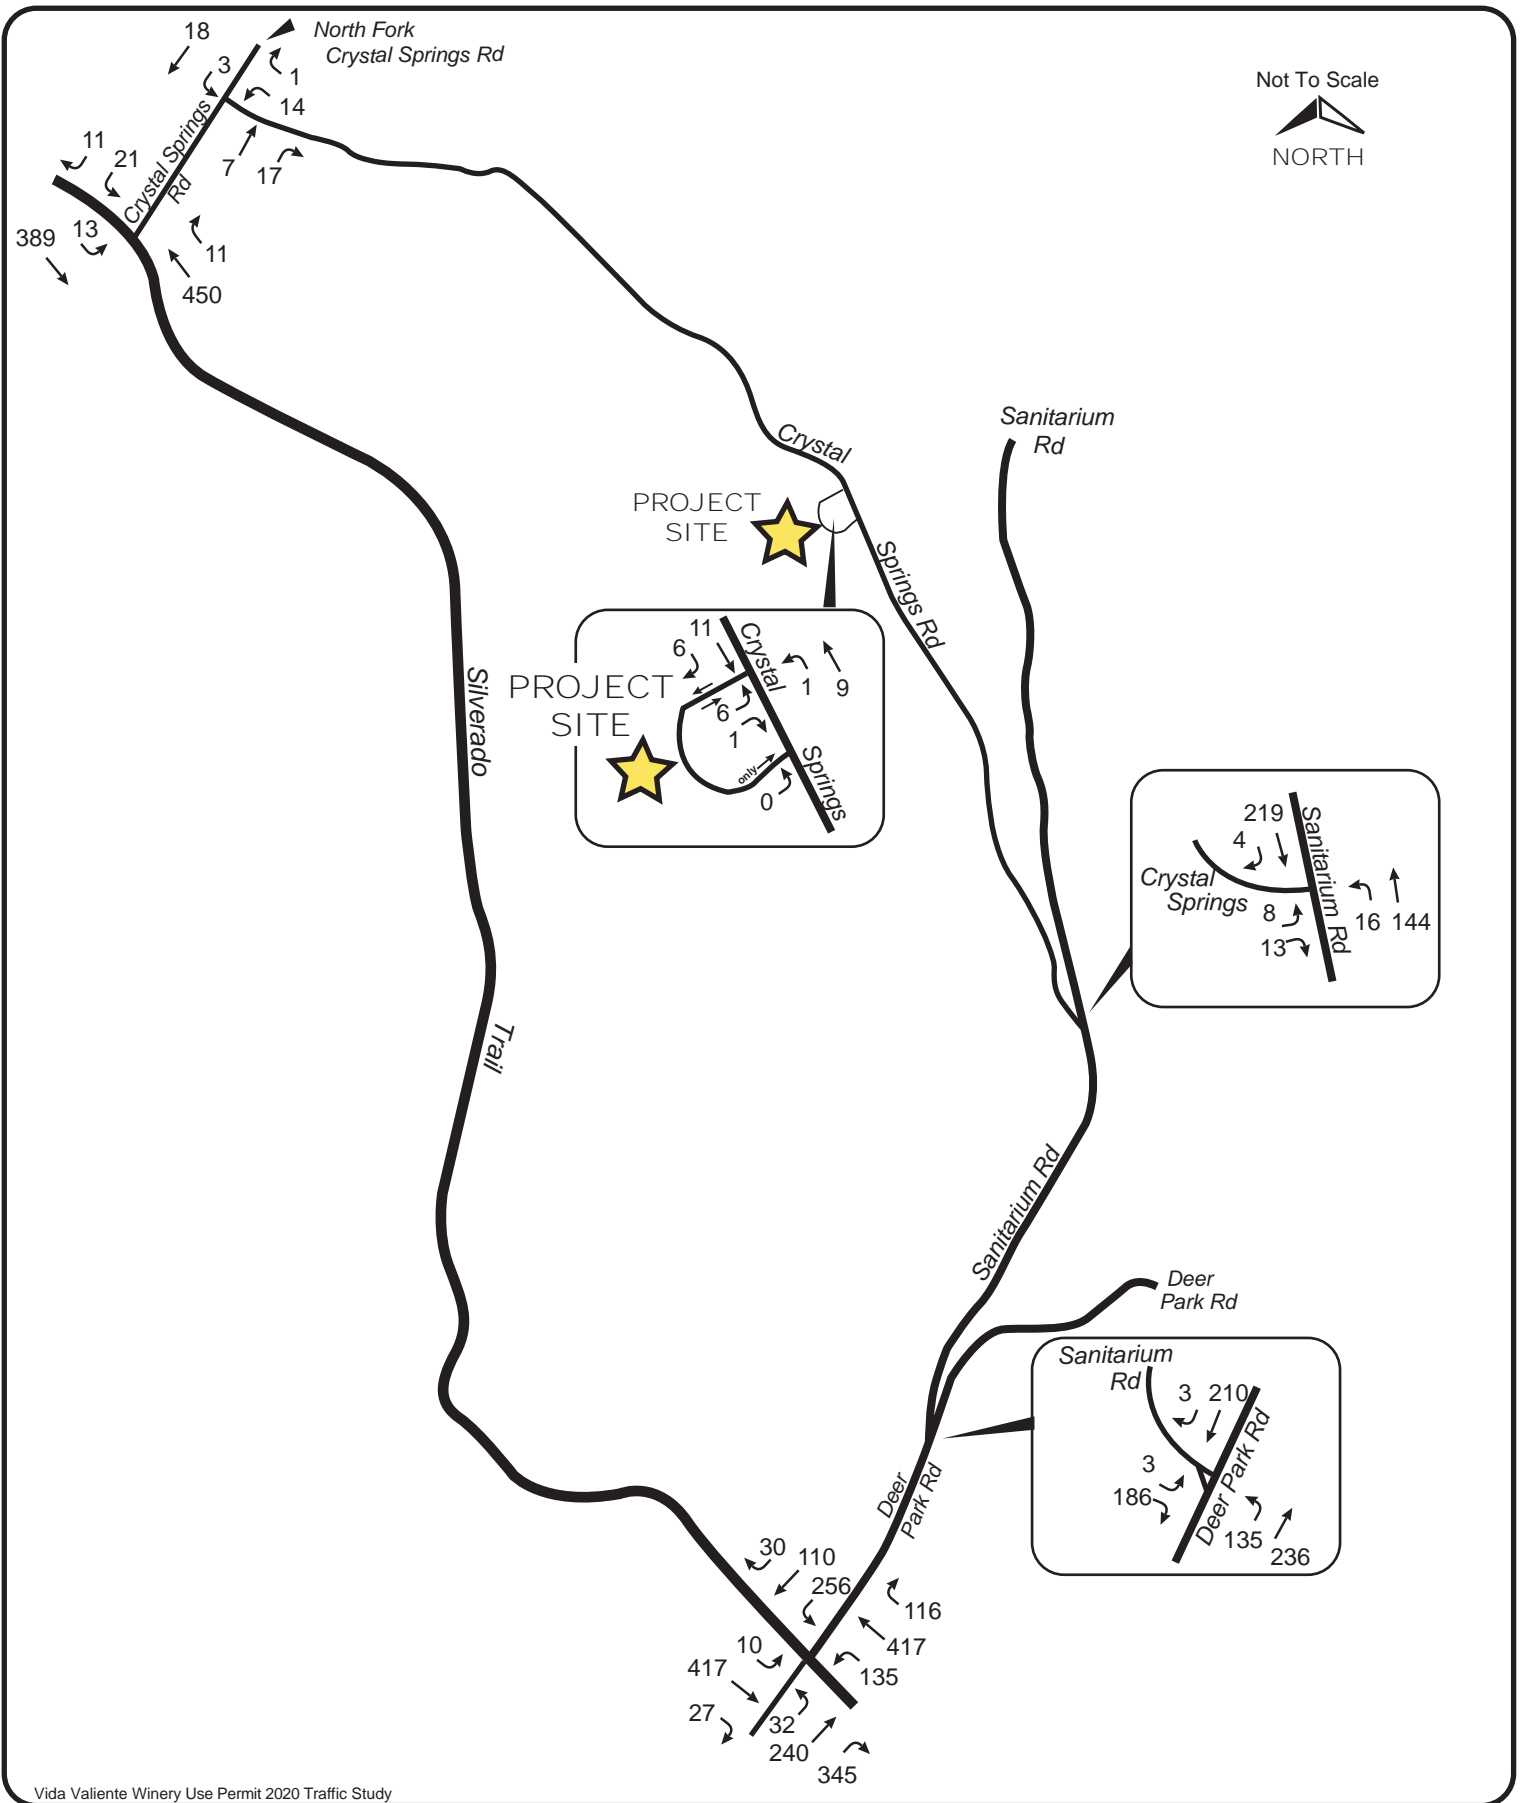 North Fork
Crystal Springs Rd
18
3
1
14
7
17
11
21
Crystal Springs
Rd
389
13
11
450
Not To Scale
NORTH
Sanitarium
Rd
Crystal
Springs Rd
PROJECT
SITE
11
6
Crystal
1
9
PROJECT
SITE
6
1
only
0
Springs
Silverado
Trail
219
4
Sanitarium Rd
Crystal
Springs
8
13
16
144
Sanitarium Rd
Deer
Park Rd
Sanitarium
Rd
3
210
3
186
Deer Park Rd
135
236
Deer
Park Rd
30
110
256
116
417
135
10
417
27
32
240
345
Vida Valiente Winery Use Permit 2020 Traffic Study